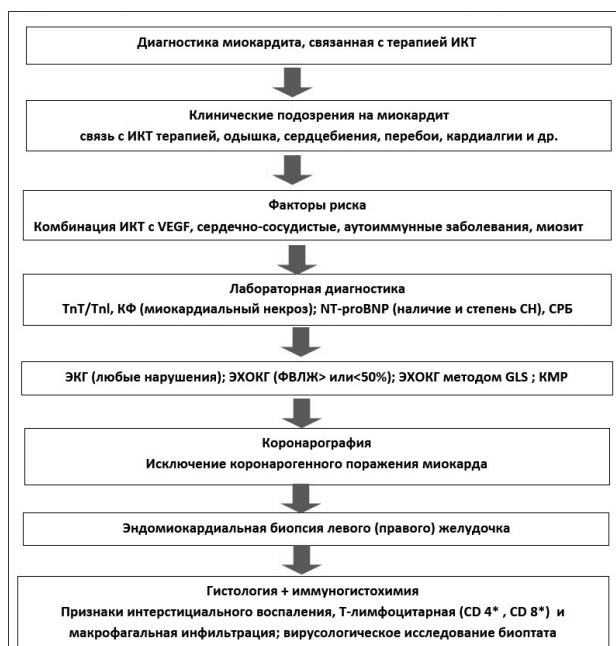 Диагностика миокардита, связанная с терапией ИКТ
Клинические подозрения на миокардит
связь с ИКТ терапией, одышка, сердцебиения, перебои, кардиалгии и др.
Факторы риска
Комбинация ИКТ с VEGF, сердечно-сосудистые, аутоиммунные заболевания, миозит
Лабораторная диагностика
TnT/TnI, КФ (миокардиальный некроз); NT-proBNP (наличие и степень СН), СРБ
ЭКГ (любые нарушения); ЭХОКГ (ФВЛЖ> или<50%); ЭХОКГ методом GLS ; КМР
Коронарография
Исключение коронарогенного поражения миокарда
Эндомиокардиальная биопсия левого (правого) желудочка
Гистология + иммуногистохимия
Признаки интерстициального воспаления, Т-лимфоцитарная (CD 4* , CD 8*) и
макрофагальная инфильтрация; вирусологическое исследование биоптата